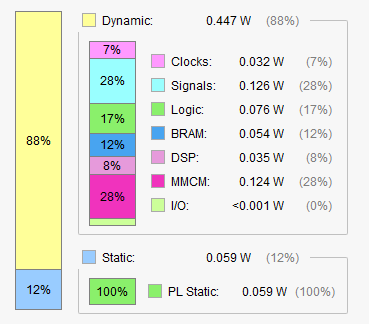 Dynamic: 0.447 W (88%)
7% Clocks: 0.032 W (7%)
28% Signals: 0.126 W (28%)
17% Logic: 0.076 W (17%)
88% 12% BRAM: 0.054 W (12%)
8% DSP: 0.035 W (8%)
28% MMCM: 0.124 W (28%)
I/O: <0.001 W (0%)
Static: 0.059 W (12%)
12% 100% PL Static: 0.059 W (100%)